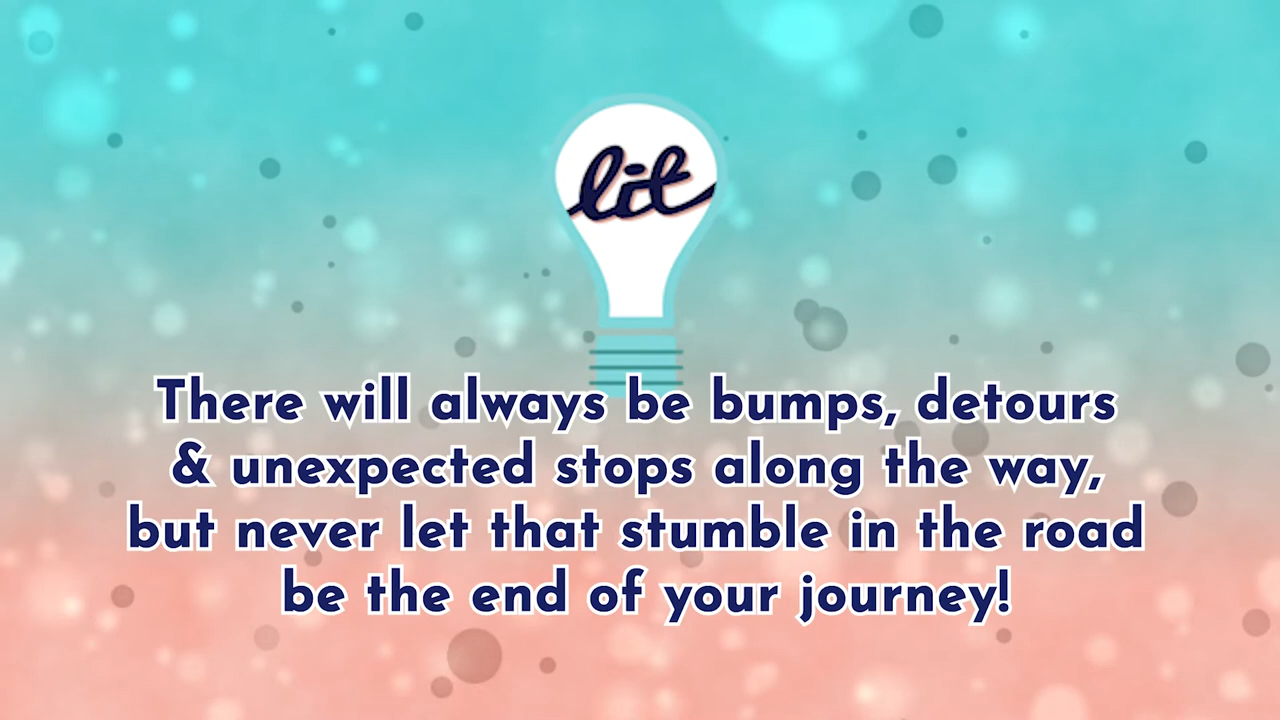 lit
There will always be bumps, detours
& unexpected stops along the way,
but never let that stumble in the road
be the end of your journey!